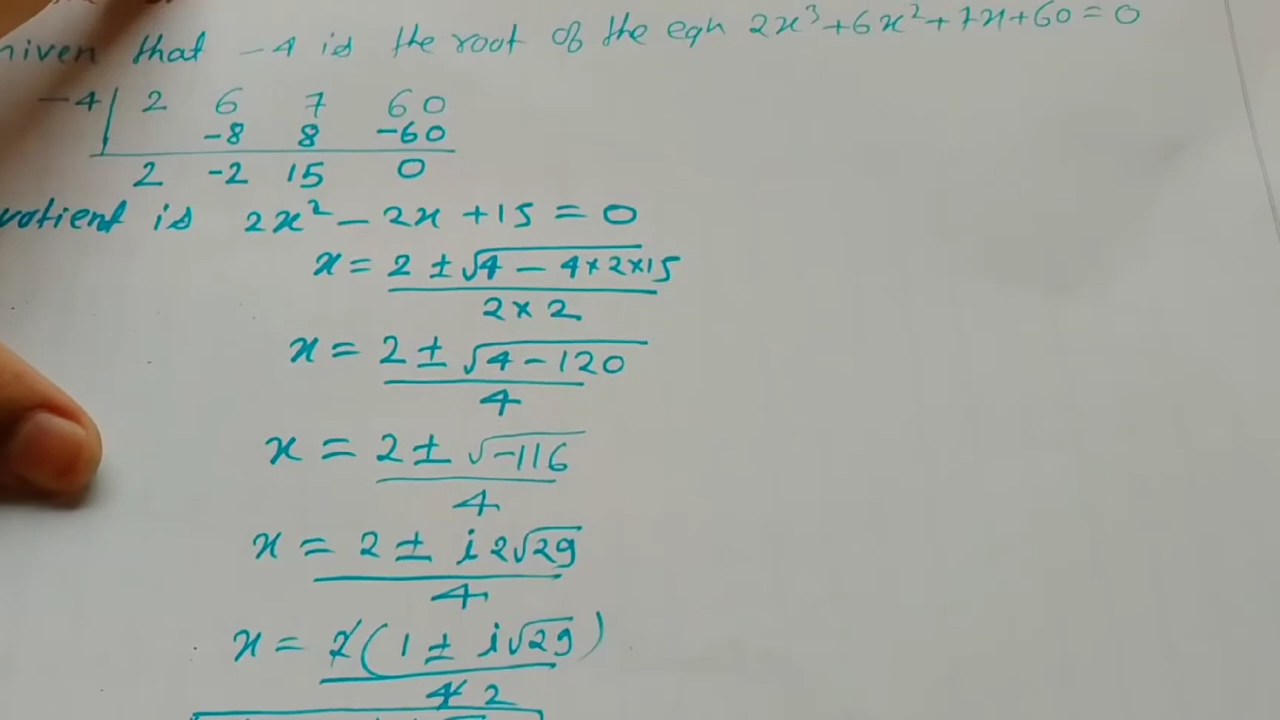 niven that -4 is the root of the eqn 2x³+6x²+7x+60=0
-4| 2 6 7 60
-8 8 -60
2 -2 15 0
uotient is 2x² - 2x + 15 = 0
x = 2 ± √4 - 4×2×15
2×2
x = 2 ± √4-120
4
x = 2 ± √-116
4
x = 2 ± i 2√29
4
x = 2(1 ± i√29)
4 2